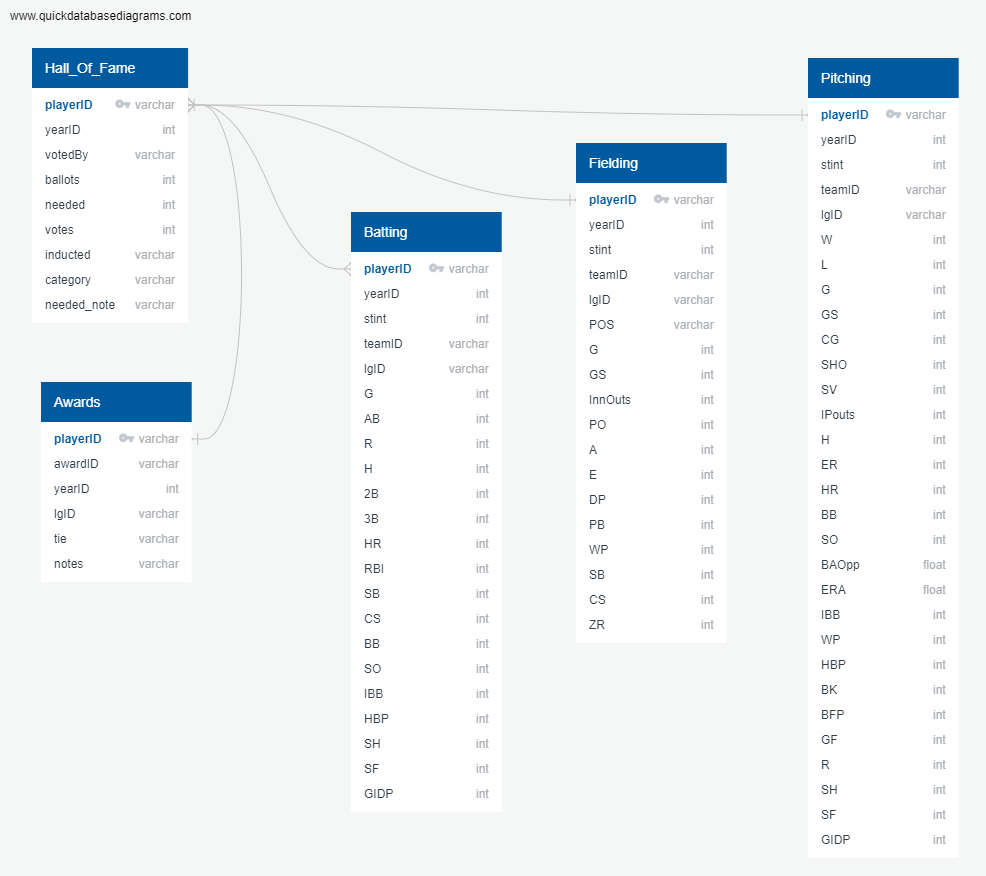 www.quickdatabasediagrams.com
Hall_Of_Fame
playerID varchar
yearID int
votedBy varchar
ballots int
needed int
votes int
inducted varchar
category varchar
needed_note varchar
Awards
playerID varchar
awardID varchar
yearID int
lgID varchar
tie varchar
notes varchar
Batting
playerID varchar
yearID int
stint int
teamID varchar
lgID varchar
G int
AB int
R int
H int
2B int
3B int
HR int
RBI int
SB int
CS int
BB int
SO int
IBB int
HBP int
SH int
SF int
GIDP int
Fielding
playerID varchar
yearID int
stint int
teamID varchar
lgID varchar
POS varchar
G int
GS int
InnOuts int
PO int
A int
E int
DP int
PB int
WP int
SB int
CS int
ZR int
Pitching
playerID varchar
yearID int
stint int
teamID varchar
lgID varchar
W int
L int
G int
GS int
CG int
SHO int
SV int
IPouts int
H int
ER int
HR int
BB int
SO int
BAOpp float
ERA float
IBB int
WP int
HBP int
BK int
BFP int
GF int
R int
SH int
SF int
GIDP int